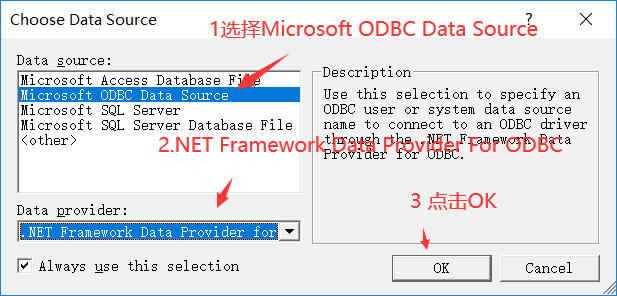 Choose Data Source
?
1选择Microsoft ODBC Data Source
Data source:
Microsoft Access Database File
Microsoft ODBC Data Source
Microsoft SQL Server
Microsoft SQL Server Database File
<other>
Description
Use this selection to specify an
ODBC user or system data source
name to connect to an ODBC driver
through the .NET Framework Data
Provider for ODBC.
2.NET Framework Data Provider For ODBC
Data provider:
.NET Framework Data Provider for
3 点击OK
Always use this selection
OK
Cancel